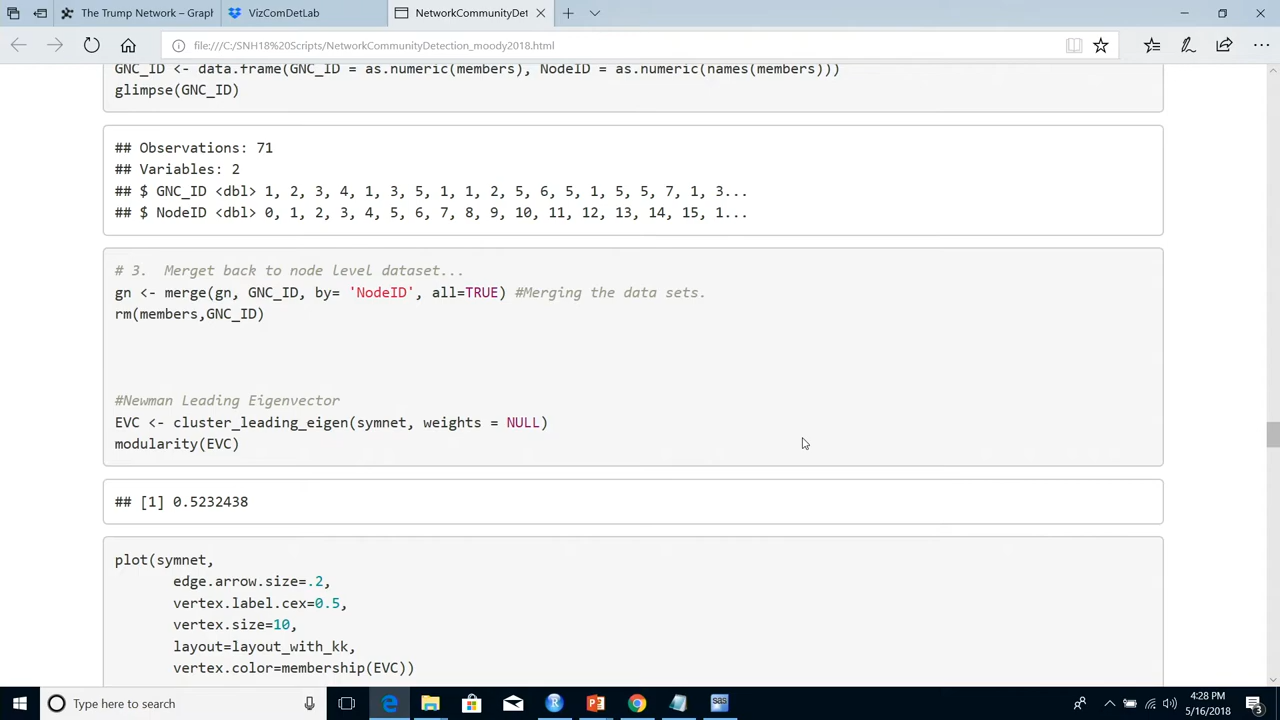 The Trump Network – Graph
VizComDetLab
NetworkCommunityDet
file:///C:/SNH18%20Scripts/NetworkCommunityDetection_moody2018.html
GNC_ID <- data.frame(GNC_ID = as.numeric(members), NodeID = as.numeric(names(members)))
glimpse(GNC_ID)
## Observations: 71
## Variables: 2
## $ GNC_ID <dbl> 1, 2, 3, 4, 1, 3, 5, 1, 1, 2, 5, 6, 5, 1, 5, 5, 7, 1, 3...
## $ NodeID <dbl> 0, 1, 2, 3, 4, 5, 6, 7, 8, 9, 10, 11, 12, 13, 14, 15, 1...
# 3.  Merget back to node level dataset...
gn <- merge(gn, GNC_ID, by= 'NodeID', all=TRUE) #Merging the data sets.
rm(members,GNC_ID)
#Newman Leading Eigenvector
EVC <- cluster_leading_eigen(symnet, weights = NULL)
modularity(EVC)
## [1] 0.5232438
plot(symnet,
edge.arrow.size=.2,
vertex.label.cex=0.5,
vertex.size=10,
layout=layout_with_kk,
vertex.color=membership(EVC))
Type here to search
R
sas
4:28 PM
5/16/2018
3